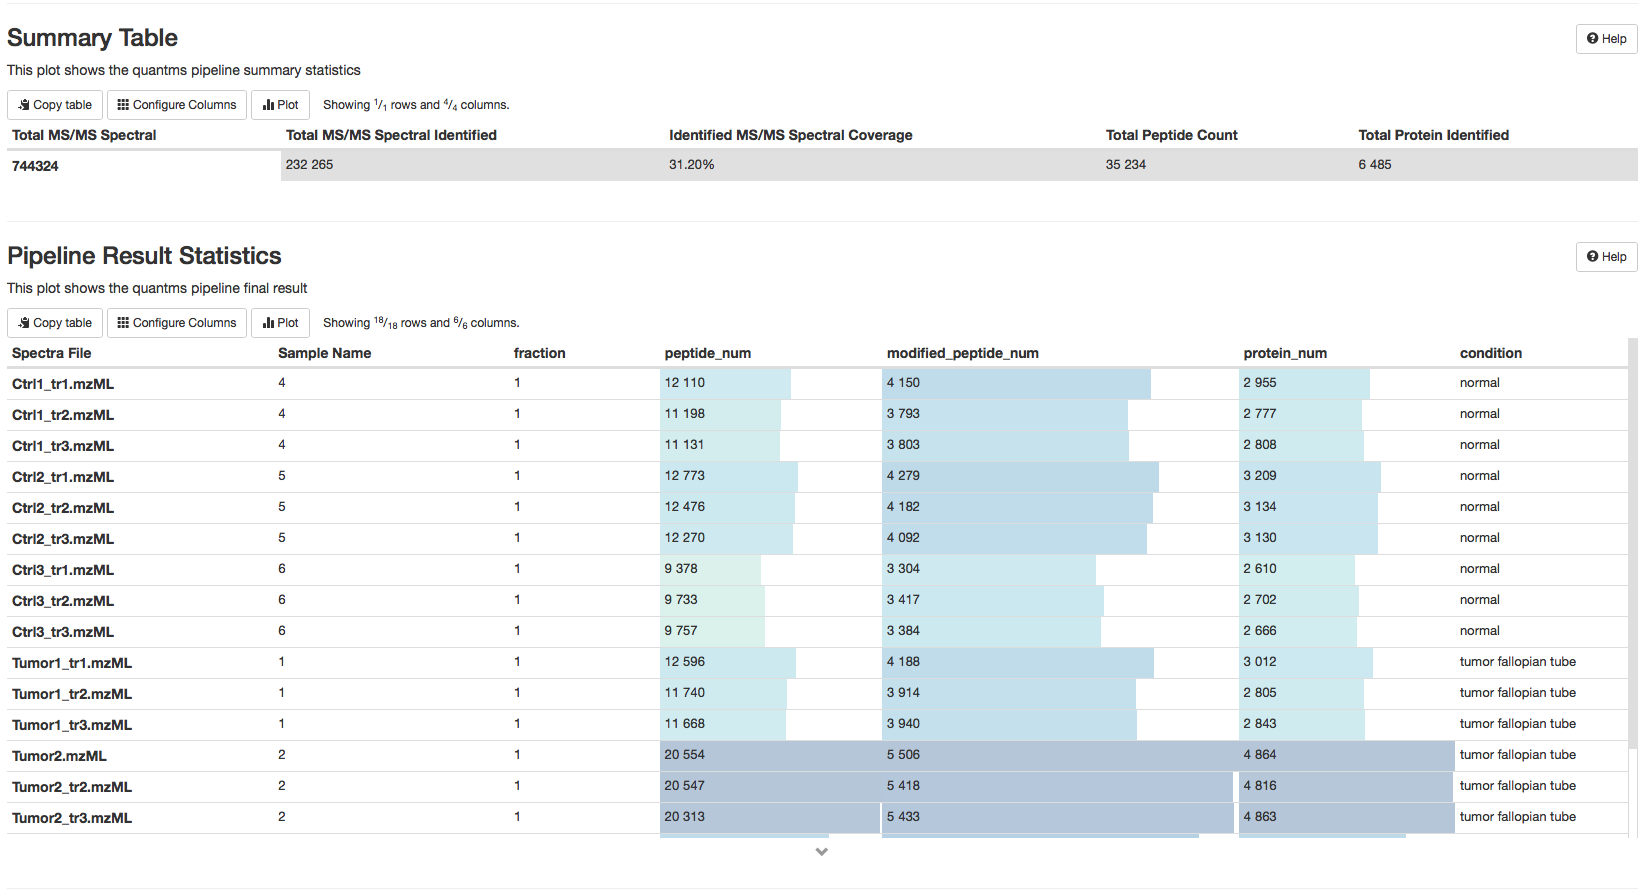 Summary Table
Help
This plot shows the quantms pipeline summary statistics
Copy table Configure Columns Plot Showing 1/1 rows and 4/4 columns.
Total MS/MS Spectral Total MS/MS Spectral Identified Identified MS/MS Spectral Coverage Total Peptide Count Total Protein Identified
744324 232 265 31.20% 35 234 6 485
Pipeline Result Statistics
Help
This plot shows the quantms pipeline final result
Copy table Configure Columns Plot Showing 18/18 rows and 6/6 columns.
Spectra File Sample Name fraction peptide_num modified_peptide_num protein_num condition
Ctrl1_tr1.mzML 4 1 12 110 4 150 2 955 normal
Ctrl1_tr2.mzML 4 1 11 198 3 793 2 777 normal
Ctrl1_tr3.mzML 4 1 11 131 3 803 2 808 normal
Ctrl2_tr1.mzML 5 1 12 773 4 279 3 209 normal
Ctrl2_tr2.mzML 5 1 12 476 4 182 3 134 normal
Ctrl2_tr3.mzML 5 1 12 270 4 092 3 130 normal
Ctrl3_tr1.mzML 6 1 9 378 3 304 2 610 normal
Ctrl3_tr2.mzML 6 1 9 733 3 417 2 702 normal
Ctrl3_tr3.mzML 6 1 9 757 3 384 2 666 normal
Tumor1_tr1.mzML 1 1 12 596 4 188 3 012 tumor fallopian tube
Tumor1_tr2.mzML 1 1 11 740 3 914 2 805 tumor fallopian tube
Tumor1_tr3.mzML 1 1 11 668 3 940 2 843 tumor fallopian tube
Tumor2.mzML 2 1 20 554 5 506 4 864 tumor fallopian tube
Tumor2_tr2.mzML 2 1 20 547 5 418 4 816 tumor fallopian tube
Tumor2_tr3.mzML 2 1 20 313 5 433 4 863 tumor fallopian tube